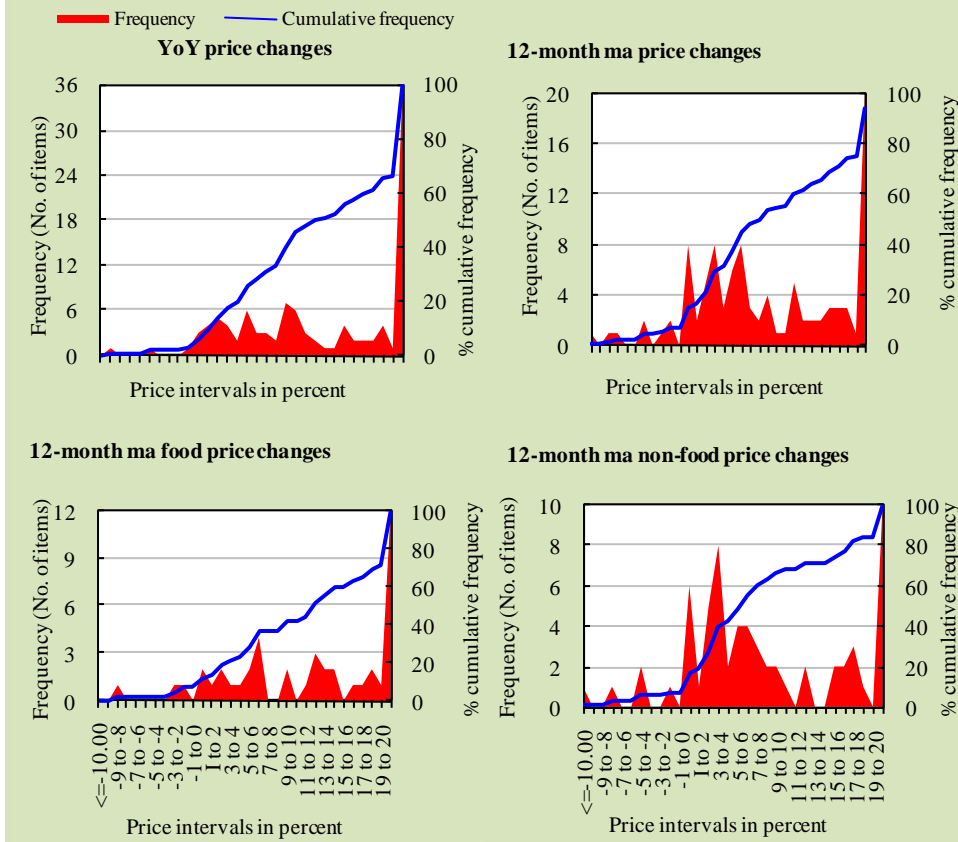 Frequency Cumulative frequency
YoY price changes
36
30
24
18
12
6
0
Frequency (No. of items)
100
80
60
40
20
0
% cumulative frequency
Price intervals in percent
12-month ma price changes
20
16
12
8
4
0
Frequency (No. of items)
100
80
60
40
20
0
% cumulative frequency
Price intervals in percent
12-month ma food price changes
12
9
6
3
0
Frequency (No. of items)
100
80
60
40
20
0
% cumulative frequency
<=-10.00
-9 to -8
-7 to -6
-5 to -4
-3 to -2
-1 to 0
I to 2
3 to 4
5 to 6
7 to 8
9 to 10
11 to 12
13 to 14
15 to 16
17 to 18
19 to 20
Price intervals in percent
12-month ma non-food price changes
10
8
6
4
2
0
Frequency (No. of items)
100
80
60
40
20
0
% cumulative frequency
<=-10.00
-9 to -8
-7 to -6
-5 to -4
-3 to -2
-1 to 0
I to 2
3 to 4
5 to 6
7 to 8
9 to 10
11 to 12
13 to 14
15 to 16
17 to 18
19 to 20
Price intervals in percent